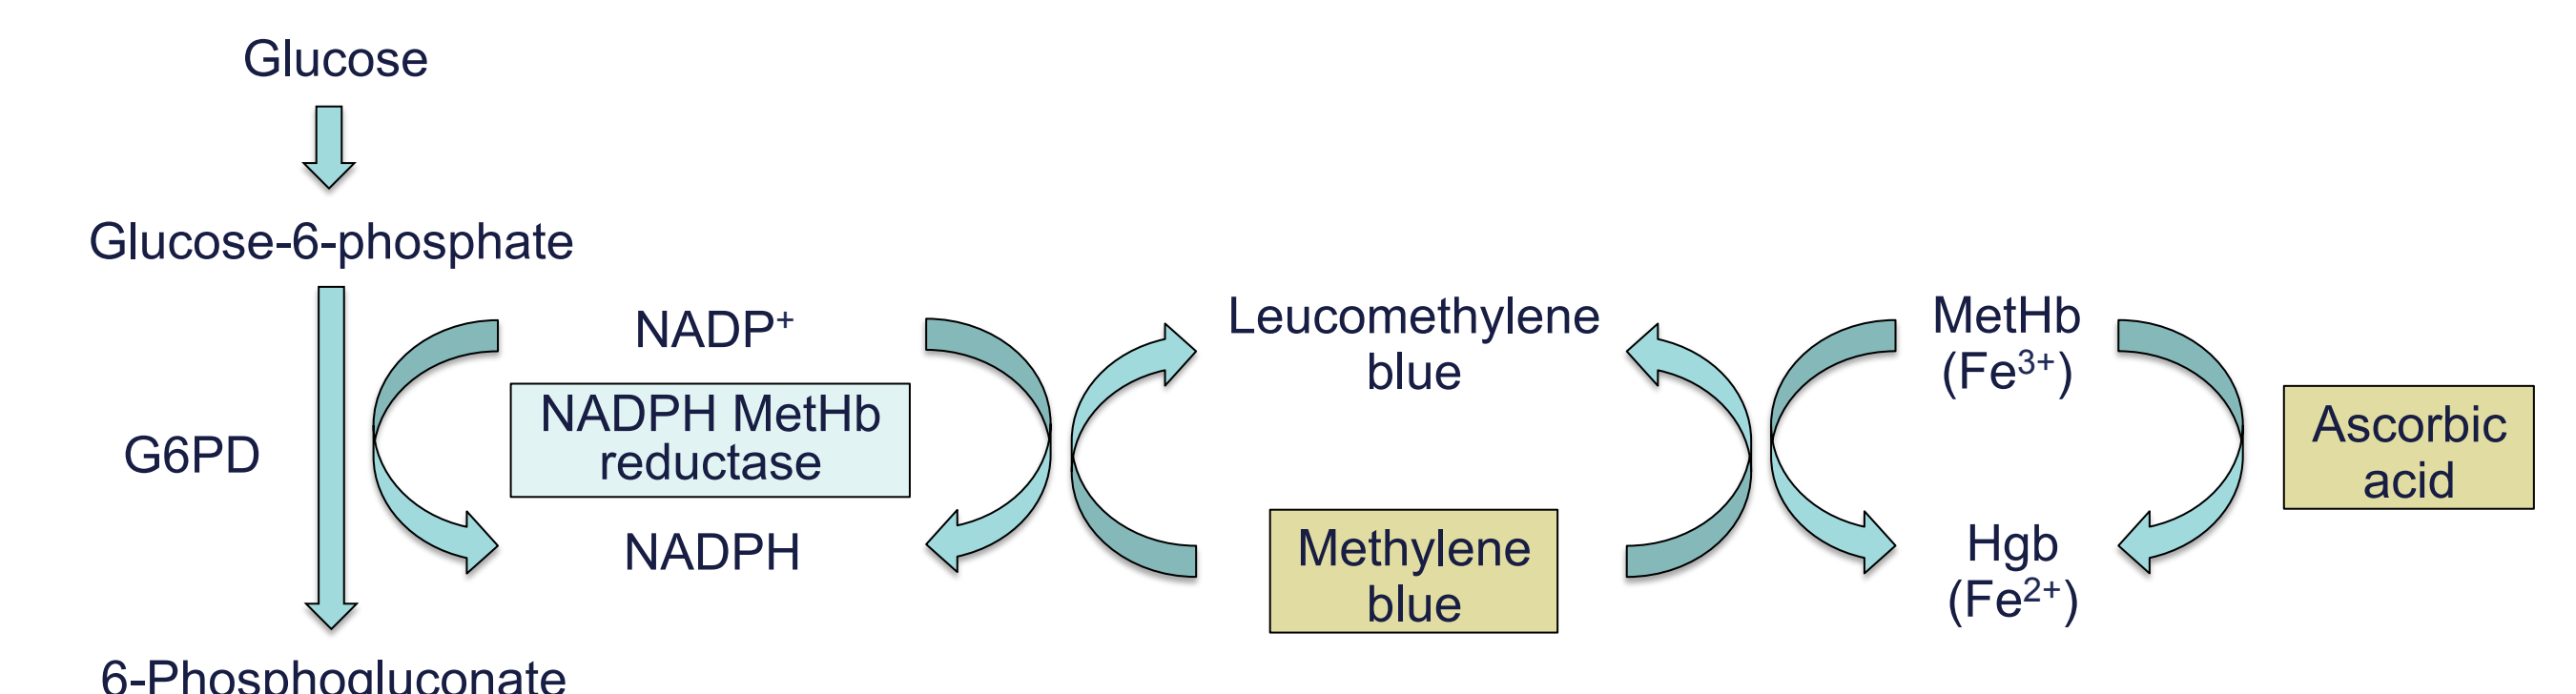 Glucose
Glucose-6-phosphate
G6PD
6-Phosphogluconate
NADP⁺
NADPH MetHb
reductase
NADPH
Leucomethylene
blue
Methylene
blue
MetHb
(Fe³⁺)
Hgb
(Fe²⁺)
Ascorbic
acid